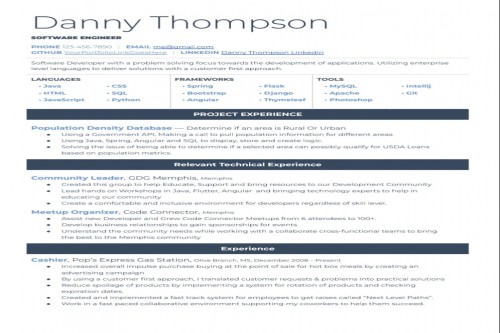 Danny Thompson
SOFTWARE ENGINEER
PHONE 123-456-7890 | EMAIL me@gmail.com
GITHUB YourPortfolioLinkGoesHere | LINKEDIN Danny Thompson Linkedin
Software Developer with a problem solving focus towards the development of applications. Utilizing enterprise
level languages to deliver solutions with a customer first approach.
LANGUAGES FRAMEWORKS TOOLS
- Java - CSS - Spring - Flask - MySQL - Intellij
- HTML - SQL - Bootstrap - Django - Apache - Git
- JavaScript - Python - Angular - Thymeleaf - Photoshop
PROJECT EXPERIENCE
Population Density Database — Determine if an area is Rural Or Urban
● Using a Government API, Making a call to pull population information for different areas
● Using Java, Spring, Angular and SQL to display, store and create logic.
● Solving the issue of being able to determine if a selected area can possibly qualify for USDA Loans
based on population metrics.
Relevant Technical Experience
Community Leader, GDG Memphis, Memphis
● Created this group to help Educate, Support and bring resources to our Development Community
● Lead hands on Workshops in Java, Flutter, Angular and bringing technology experts to help in
educating our community
● Create a comfortable and inclusive environment for developers regardless of skill level.
Meetup Organizer, Code Connector, Memphis
● Assist new Developer and Grew Code Connector Meetups from 6 attendees to 100+.
● Develop business relationships to gain sponsorships for events
● Understand the community needs while working with a collaborate cross-functional teams to bring
the best to the Memphis community
Experience
Cashier, Pop's Express Gas Station, Olive Branch, MS, December 2008 - Present
● Increased overall impulse purchase buying at the point of sale for hot box meals by creating an
advertising campaign
● By using a customer first approach, I translated customer requests & problems into practical solutions
● Reduce spoilage of products by implementing a system for rotation of products and checking
expiration dates.
● Created and implemented a fast track system for employees to get raises called "Next Level Paths".
● Work in a fast paced collaborative environment supporting my coworkers to help them succeed.